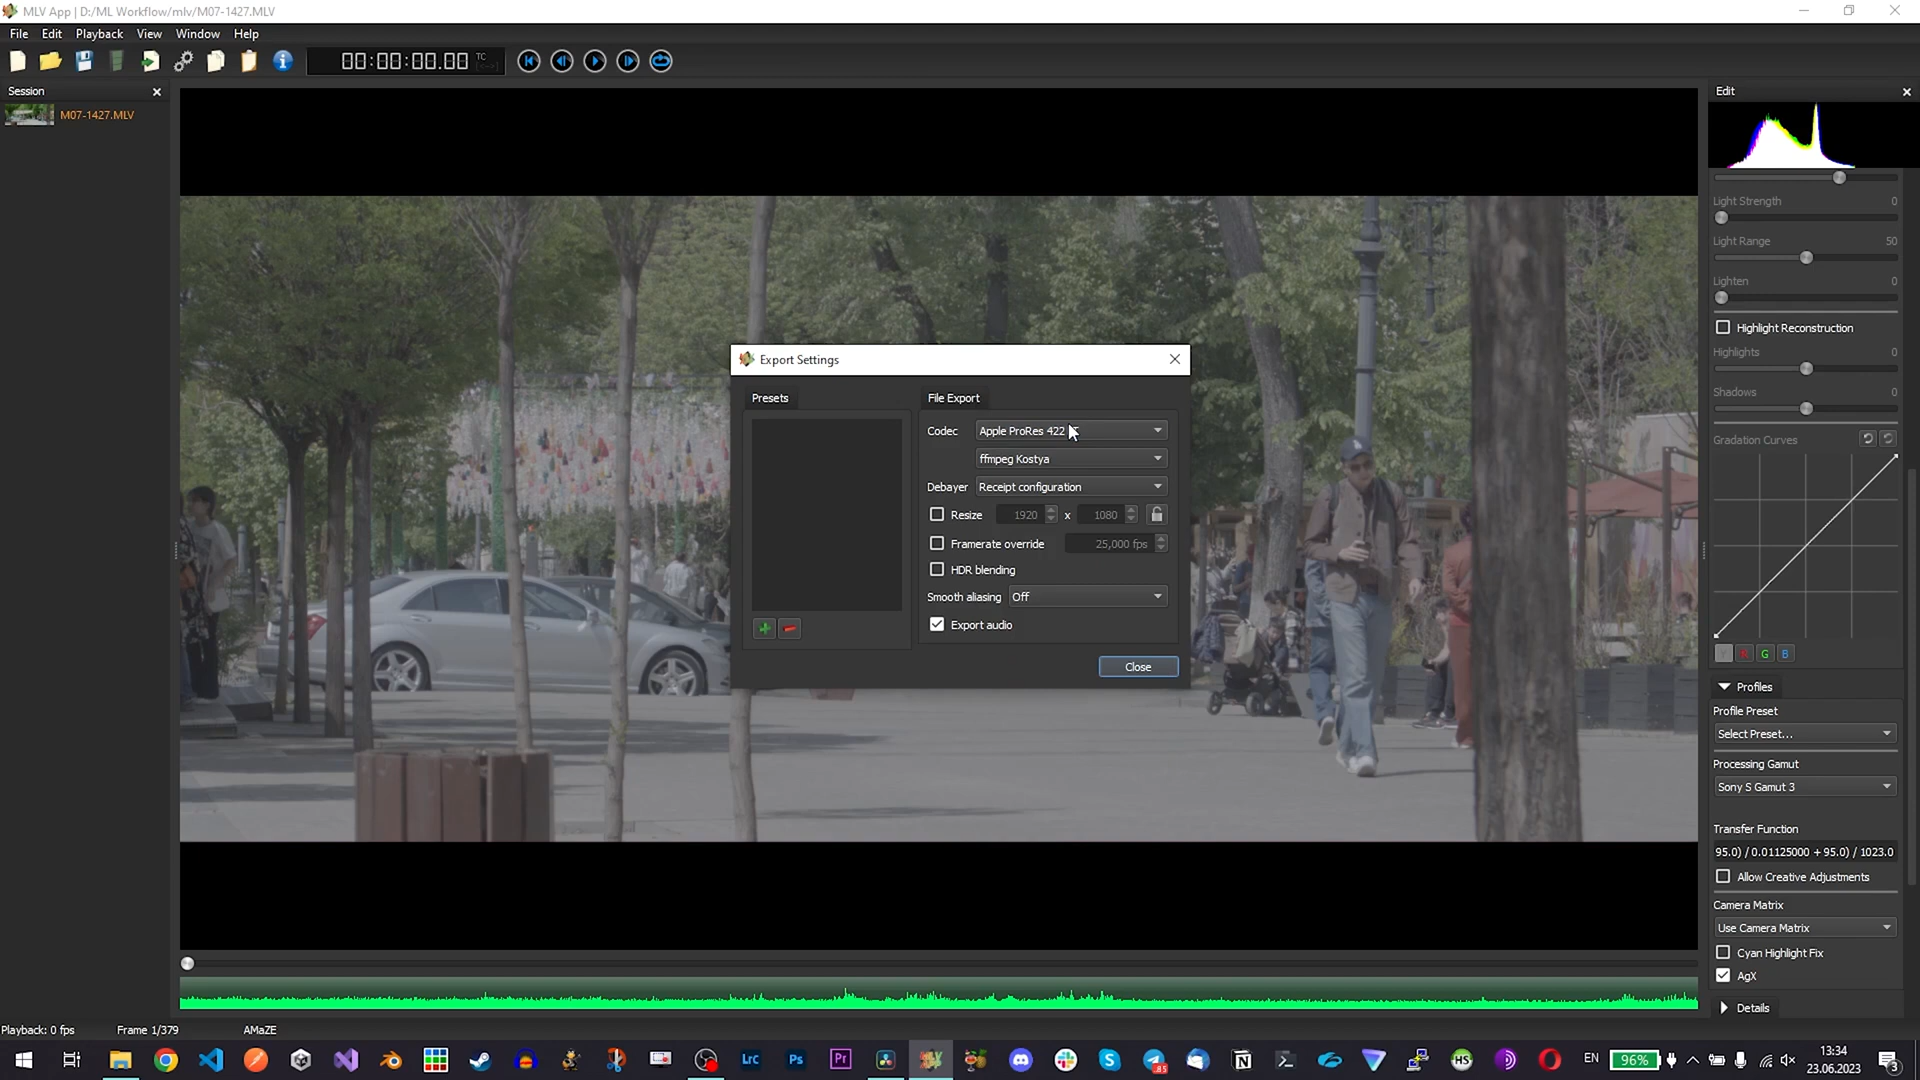 MLV App | D:/ML Workflow/mlv/M07-1427.MLV
File Edit Playback View Window Help
00:00:00.00 TC
Session
M07-1427.MLV
Edit
Light Strength 0
Light Range 50
Lighten 0
Highlight Reconstruction
Highlights 0
Shadows 0
Gradation Curves
Y R G B
Profiles
Profile Preset
Select Preset...
Processing Gamut
Sony S Gamut 3
Transfer Function
95.0) / 0.01125000 + 95.0) / 1023.0
Allow Creative Adjustments
Camera Matrix
Use Camera Matrix
Cyan Highlight Fix
AgX
Details
Export Settings
Presets
File Export
Codec Apple ProRes 422
ffmpeg Kostya
Debayer Receipt configuration
Resize 1920 x 1080
Framerate override 25,000 fps
HDR blending
Smooth aliasing Off
Export audio
Close
Playback: 0 fps Frame 1/379 AMaZE
LrC Ps Pr HS EN 96% 13:34
23.06.2023 3